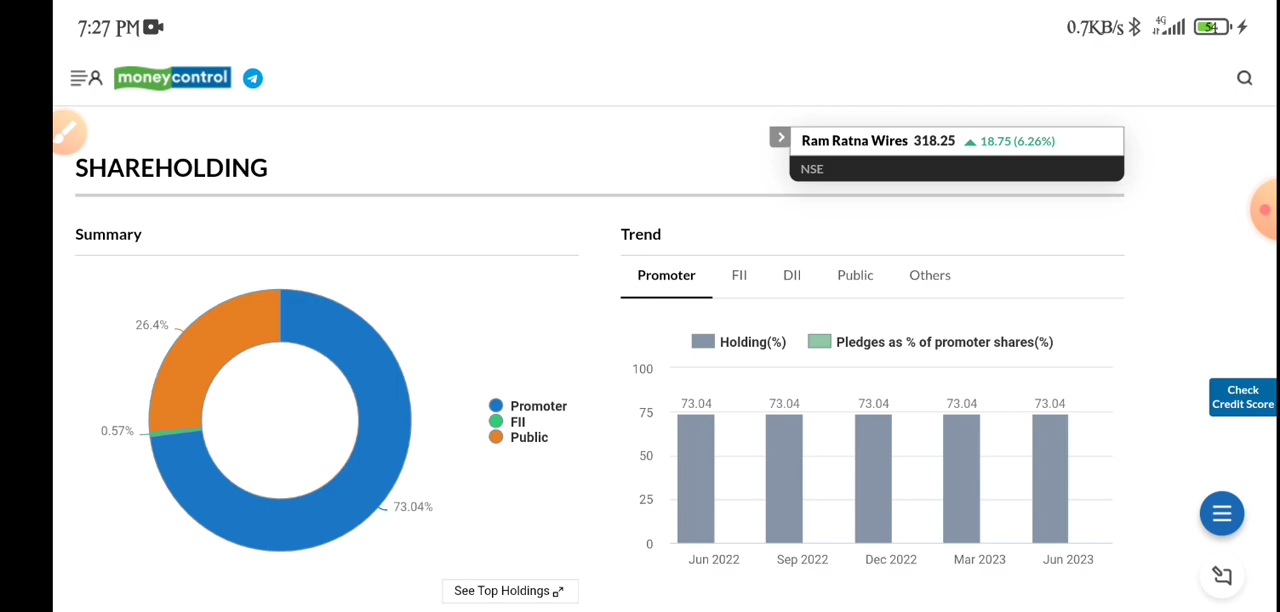 7:27 PM
0.7KB/s 4G 54
moneycontrol
Ram Ratna Wires 318.25 18.75 (6.26%)
NSE
SHAREHOLDING
Summary
26.4%
0.57%
73.04%
Promoter
FII
Public
See Top Holdings
Trend
Promoter FII DII Public Others
Holding(%) Pledges as % of promoter shares(%)
100
75
50
25
0
73.04 73.04 73.04 73.04 73.04
Jun 2022 Sep 2022 Dec 2022 Mar 2023 Jun 2023
Check
Credit Score